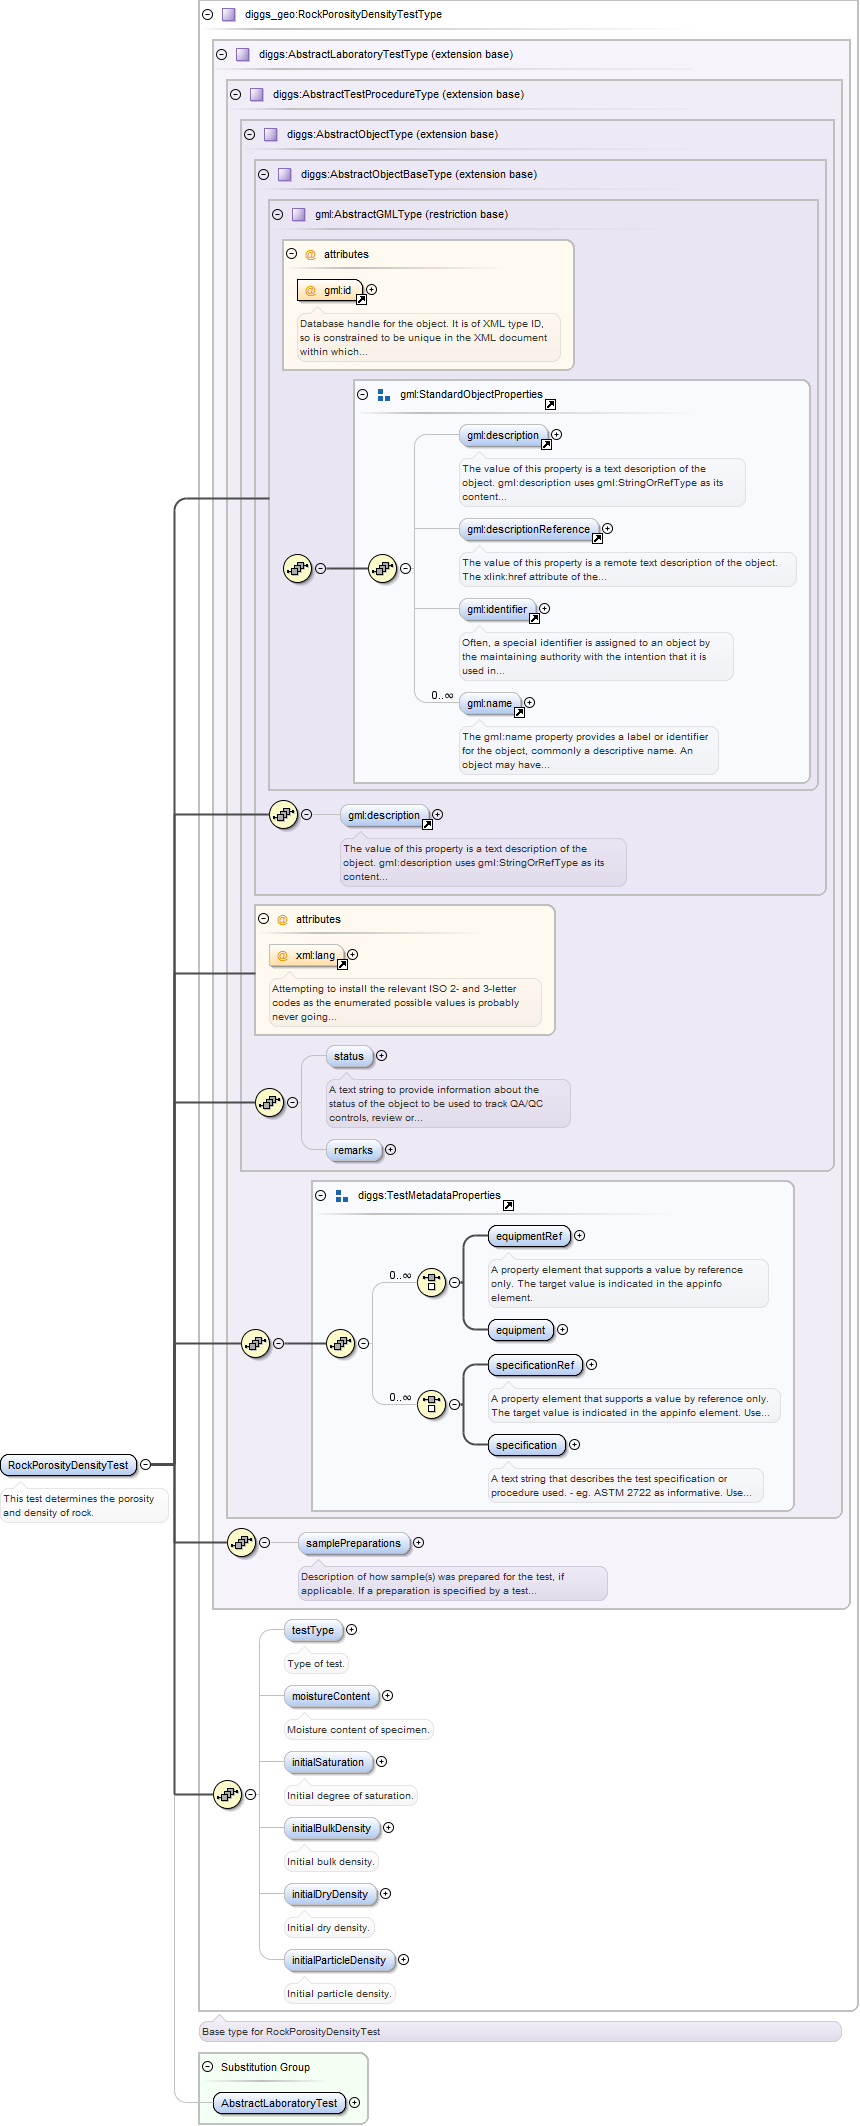 diggs_geo:RockPorosityDensityTestType
diggs:AbstractLaboratoryTestType (extension base)
diggs:AbstractTestProcedureType (extension base)
diggs:AbstractObjectType (extension base)
diggs:AbstractObjectBaseType (extension base)
gml:AbstractGMLType (restriction base)
@ attributes
@ gml:id
Database handle for the object. It is of XML type ID,
so is constrained to be unique in the XML document
within which...
gml:StandardObjectProperties
gml:description
The value of this property is a text description of the
object. gml:description uses gml:StringOrRefType as its
content...
gml:descriptionReference
The value of this property is a remote text description of the object.
The xlink:href attribute of the...
gml:identifier
Often, a special identifier is assigned to an object by
the maintaining authority with the intention that it is
used in...
0..∞
gml:name
The gml:name property provides a label or identifier
for the object, commonly a descriptive name. An
object may have...
gml:description
The value of this property is a text description of the
object. gml:description uses gml:StringOrRefType as its
content...
@ attributes
@ xml:lang
Attempting to install the relevant ISO 2- and 3-letter
codes as the enumerated possible values is probably
never going...
status
A text string to provide information about the
status of the object to be used to track QA/QC
controls, review or...
remarks
diggs:TestMetadataProperties
equipmentRef
0..∞
A property element that supports a value by reference
only. The target value is indicated in the appinfo
element.
equipment
specificationRef
0..∞
A property element that supports a value by reference only.
The target value is indicated in the appinfo element. Use...
specification
A text string that describes the test specification or
procedure used. - eg. ASTM 2722 as informative. Use...
RockPorosityDensityTest
This test determines the porosity
and density of rock.
samplePreparations
Description of how sample(s) was prepared for the test, if
applicable. If a preparation is specified by a test...
testType
Type of test.
moistureContent
Moisture content of specimen.
initialSaturation
Initial degree of saturation.
initialBulkDensity
Initial bulk density.
initialDryDensity
Initial dry density.
initialParticleDensity
Initial particle density.
Base type for RockPorosityDensityTest
Substitution Group
AbstractLaboratoryTest